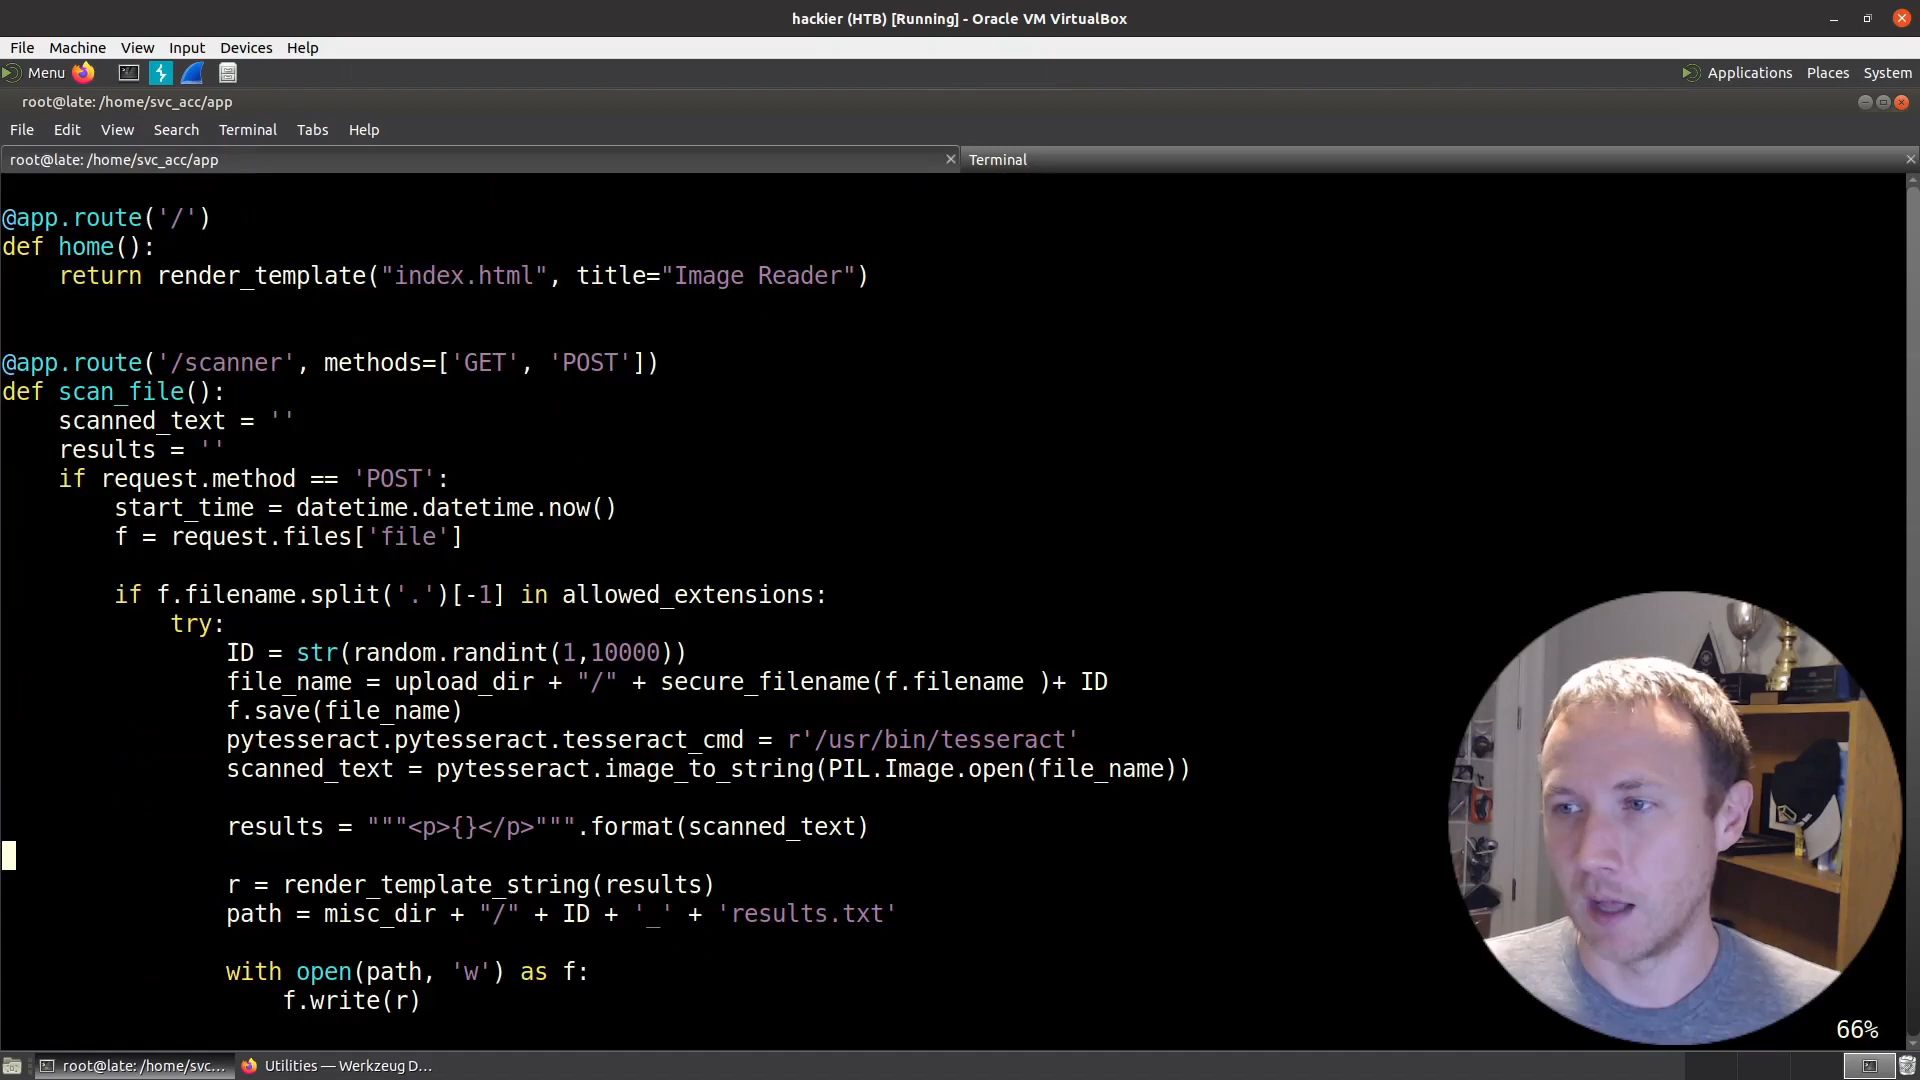 hackier (HTB) [Running] - Oracle VM VirtualBox
File Machine View Input Devices Help
Menu Applications Places System
root@late: /home/svc_acc/app
File Edit View Search Terminal Tabs Help
root@late: /home/svc_acc/app Terminal
@app.route('/')
def home():
    return render_template("index.html", title="Image Reader")
@app.route('/scanner', methods=['GET', 'POST'])
def scan_file():
    scanned_text = ''
    results = ''
    if request.method == 'POST':
        start_time = datetime.datetime.now()
        f = request.files['file']
        if f.filename.split('.')[-1] in allowed_extensions:
            try:
                ID = str(random.randint(1,10000))
                file_name = upload_dir + "/" + secure_filename(f.filename )+ ID
                f.save(file_name)
                pytesseract.pytesseract.tesseract_cmd = r'/usr/bin/tesseract'
                scanned_text = pytesseract.image_to_string(PIL.Image.open(file_name))
                results = """<p>{}</p>""".format(scanned_text)
                r = render_template_string(results)
                path = misc_dir + "/" + ID + '_' + 'results.txt'
                with open(path, 'w') as f:
                    f.write(r)
66%
root@late: /home/svc... Utilities — Werkzeug D...